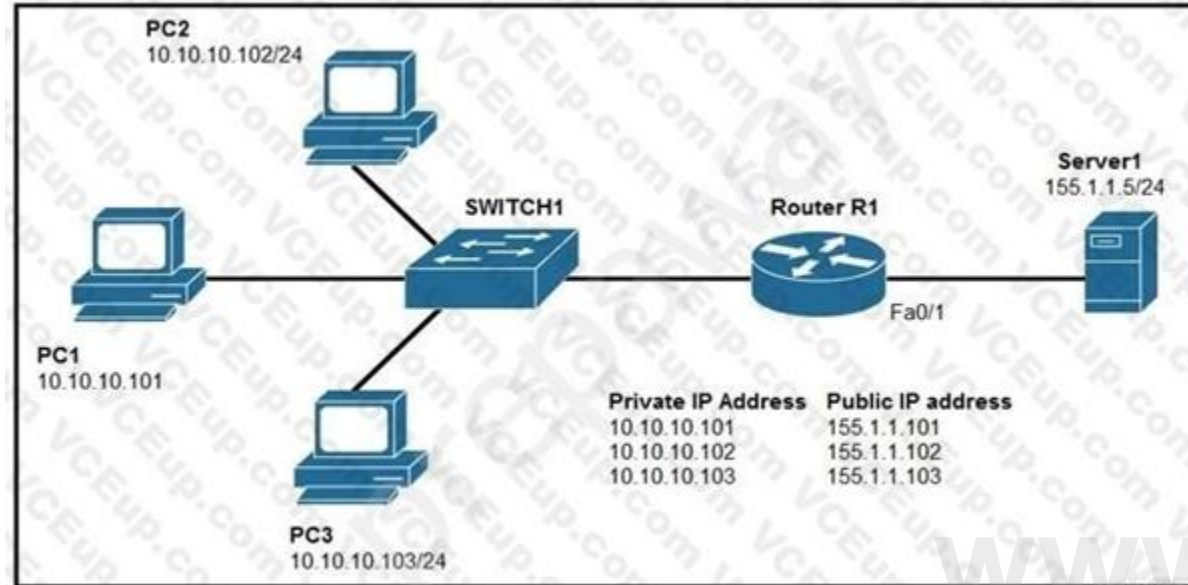 PC2
10.10.10.102/24
Server1
155.1.1.5/24
SWITCH1
Router R1
Fa0/1
PC1
10.10.10.101
Private IP Address Public IP address
10.10.10.101 155.1.1.101
10.10.10.102 155.1.1.102
10.10.10.103 155.1.1.103
PC3
10.10.10.103/24
VCEup.com
www